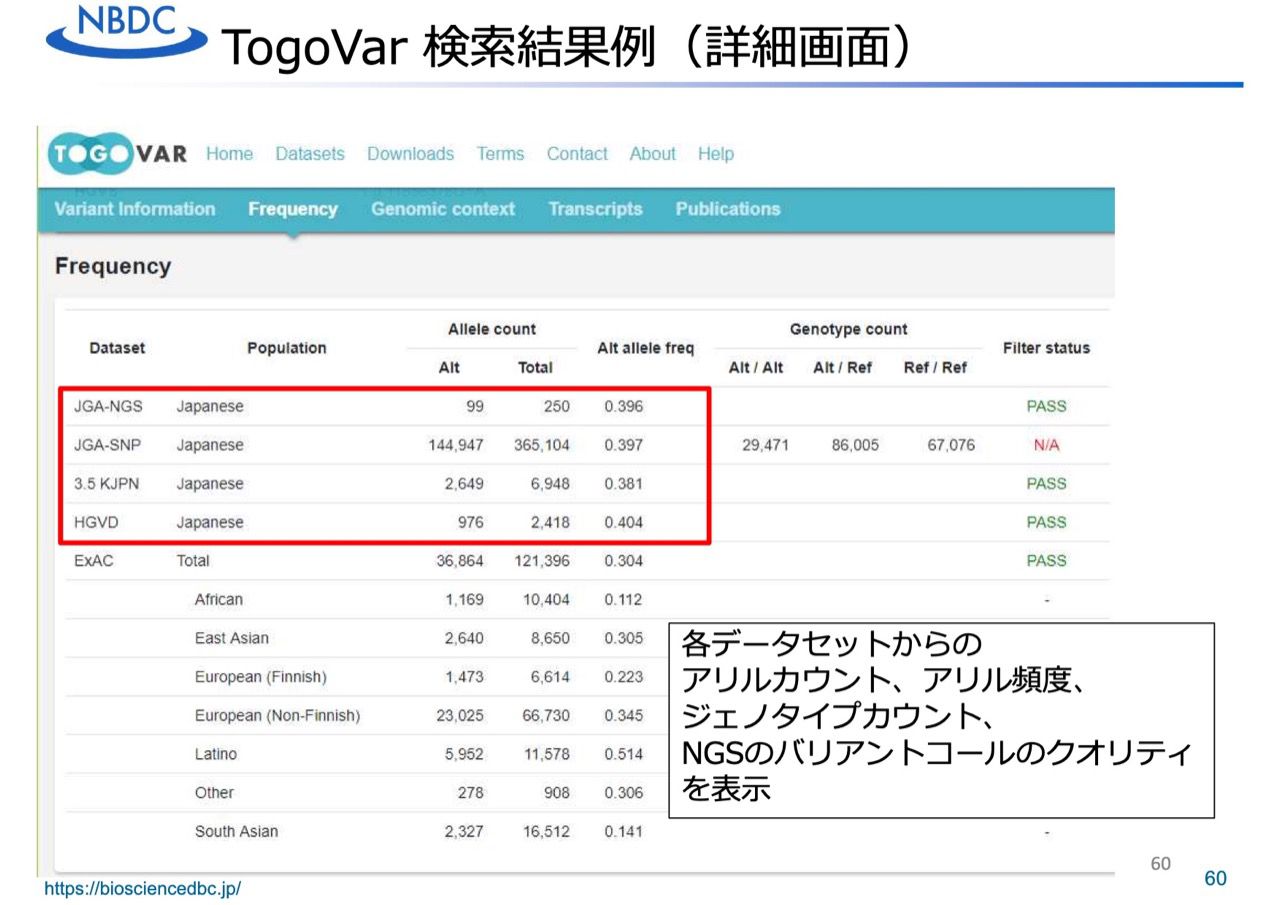 NBDC
TogoVar 検索結果例（詳細画面）
TOGOVAR Home Datasets Downloads Terms Contact About Help
Variant Information Frequency Genomic context Transcripts Publications
Frequency
Dataset Population Allele count Alt allele freq Genotype count Filter status
Alt Total Alt / Alt Alt / Ref Ref / Ref
JGA-NGS Japanese 99 250 0.396 PASS
JGA-SNP Japanese 144,947 365,104 0.397 29,471 86,005 67,076 N/A
3.5 KJPN Japanese 2,649 6,948 0.381 PASS
HGVD Japanese 976 2,418 0.404 PASS
ExAC Total 36,864 121,396 0.304 PASS
African 1,169 10,404 0.112 -
East Asian 2,640 8,650 0.305
European (Finnish) 1,473 6,614 0.223
European (Non-Finnish) 23,025 66,730 0.345
Latino 5,952 11,578 0.514
Other 278 908 0.306
South Asian 2,327 16,512 0.141 -
各データセットからの
アリルカウント、アリル頻度、
ジェノタイプカウント、
NGSのバリアントコールのクオリティ
を表示
60
60
https://biosciencedbc.jp/